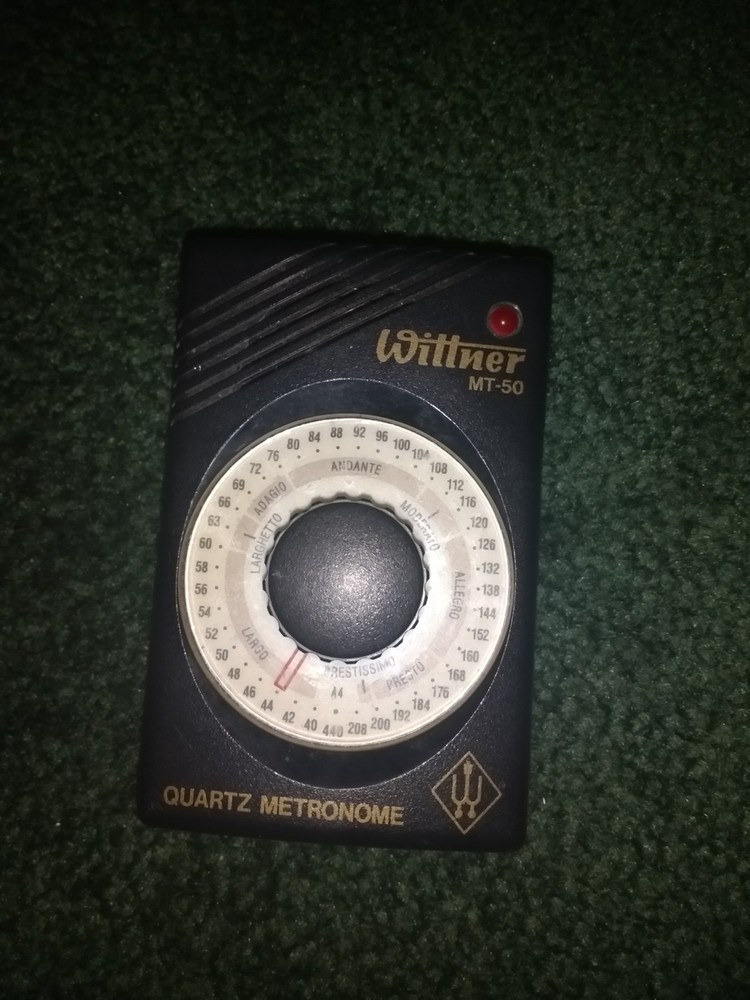 Wittner
MT-50
40 42 44 46 48 50 52 54 56 58 60 63 66 69 72 76 80 84 88 92 96 100 104 108 112 116 120 126 132 138 144 152 160 168 176 184 192 200 208 440
LARGO
LARGHETTO
ADAGIO
ANDANTE
MODERATO
ALLEGRO
PRESTO
PRESTISSIMO
A4
QUARTZ METRONOME